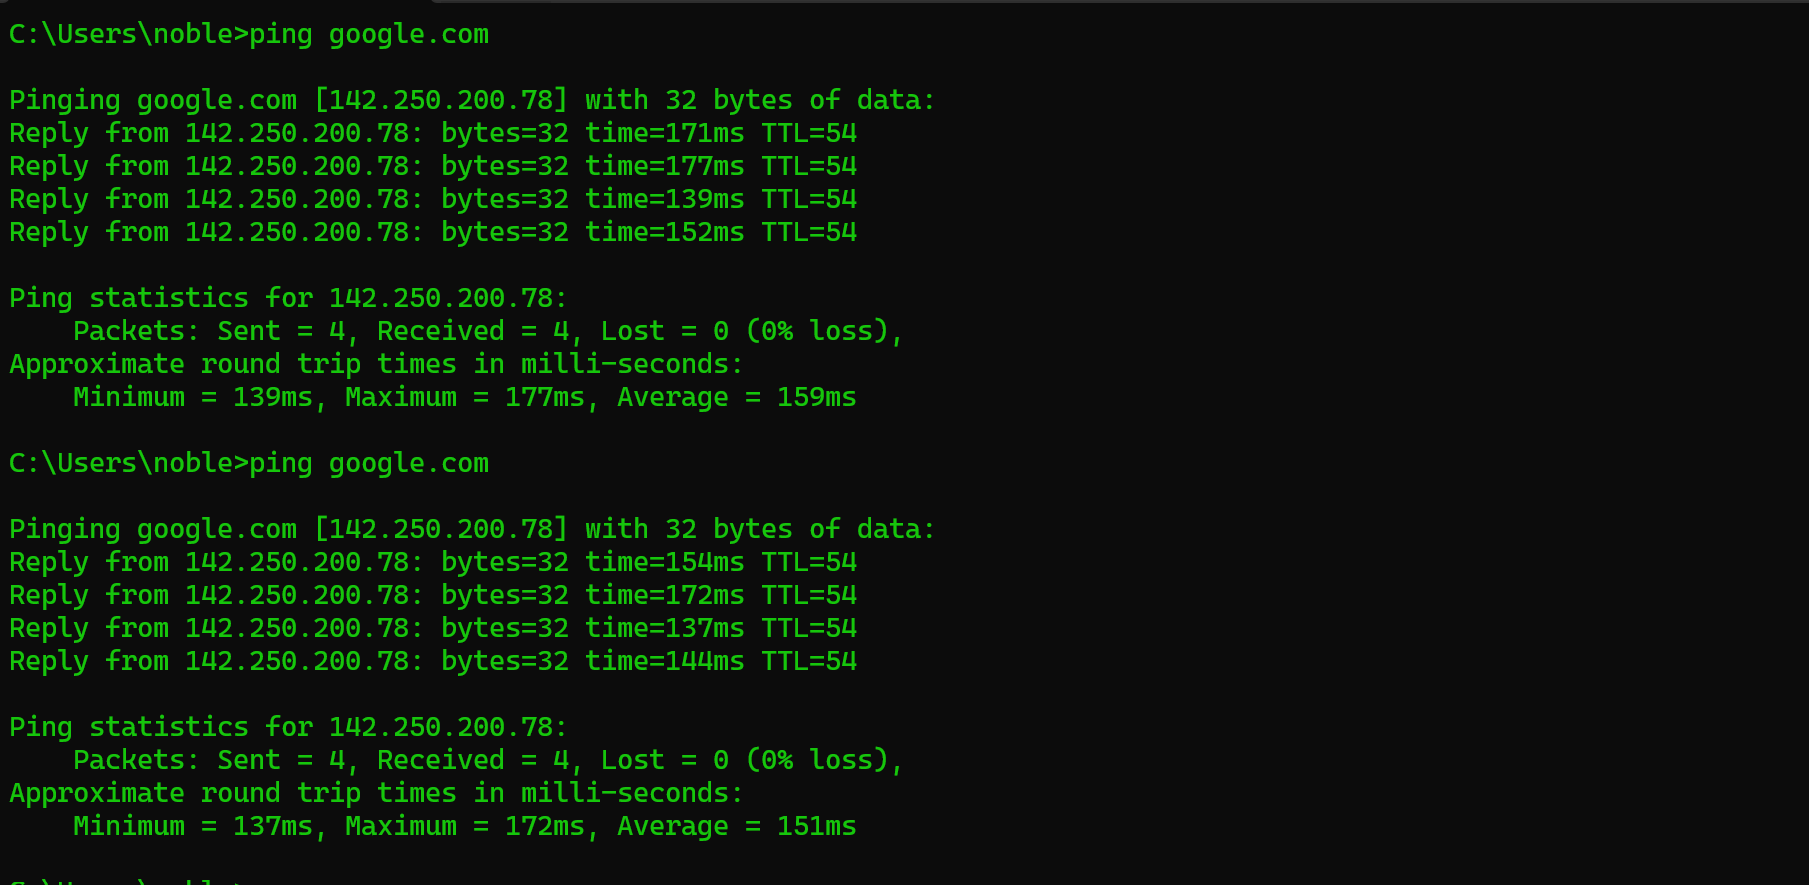 C:\Users\noble>ping google.com
Pinging google.com [142.250.200.78] with 32 bytes of data:
Reply from 142.250.200.78: bytes=32 time=171ms TTL=54
Reply from 142.250.200.78: bytes=32 time=177ms TTL=54
Reply from 142.250.200.78: bytes=32 time=139ms TTL=54
Reply from 142.250.200.78: bytes=32 time=152ms TTL=54
Ping statistics for 142.250.200.78:
    Packets: Sent = 4, Received = 4, Lost = 0 (0% loss),
Approximate round trip times in milli-seconds:
    Minimum = 139ms, Maximum = 177ms, Average = 159ms
C:\Users\noble>ping google.com
Pinging google.com [142.250.200.78] with 32 bytes of data:
Reply from 142.250.200.78: bytes=32 time=154ms TTL=54
Reply from 142.250.200.78: bytes=32 time=172ms TTL=54
Reply from 142.250.200.78: bytes=32 time=137ms TTL=54
Reply from 142.250.200.78: bytes=32 time=144ms TTL=54
Ping statistics for 142.250.200.78:
    Packets: Sent = 4, Received = 4, Lost = 0 (0% loss),
Approximate round trip times in milli-seconds:
    Minimum = 137ms, Maximum = 172ms, Average = 151ms